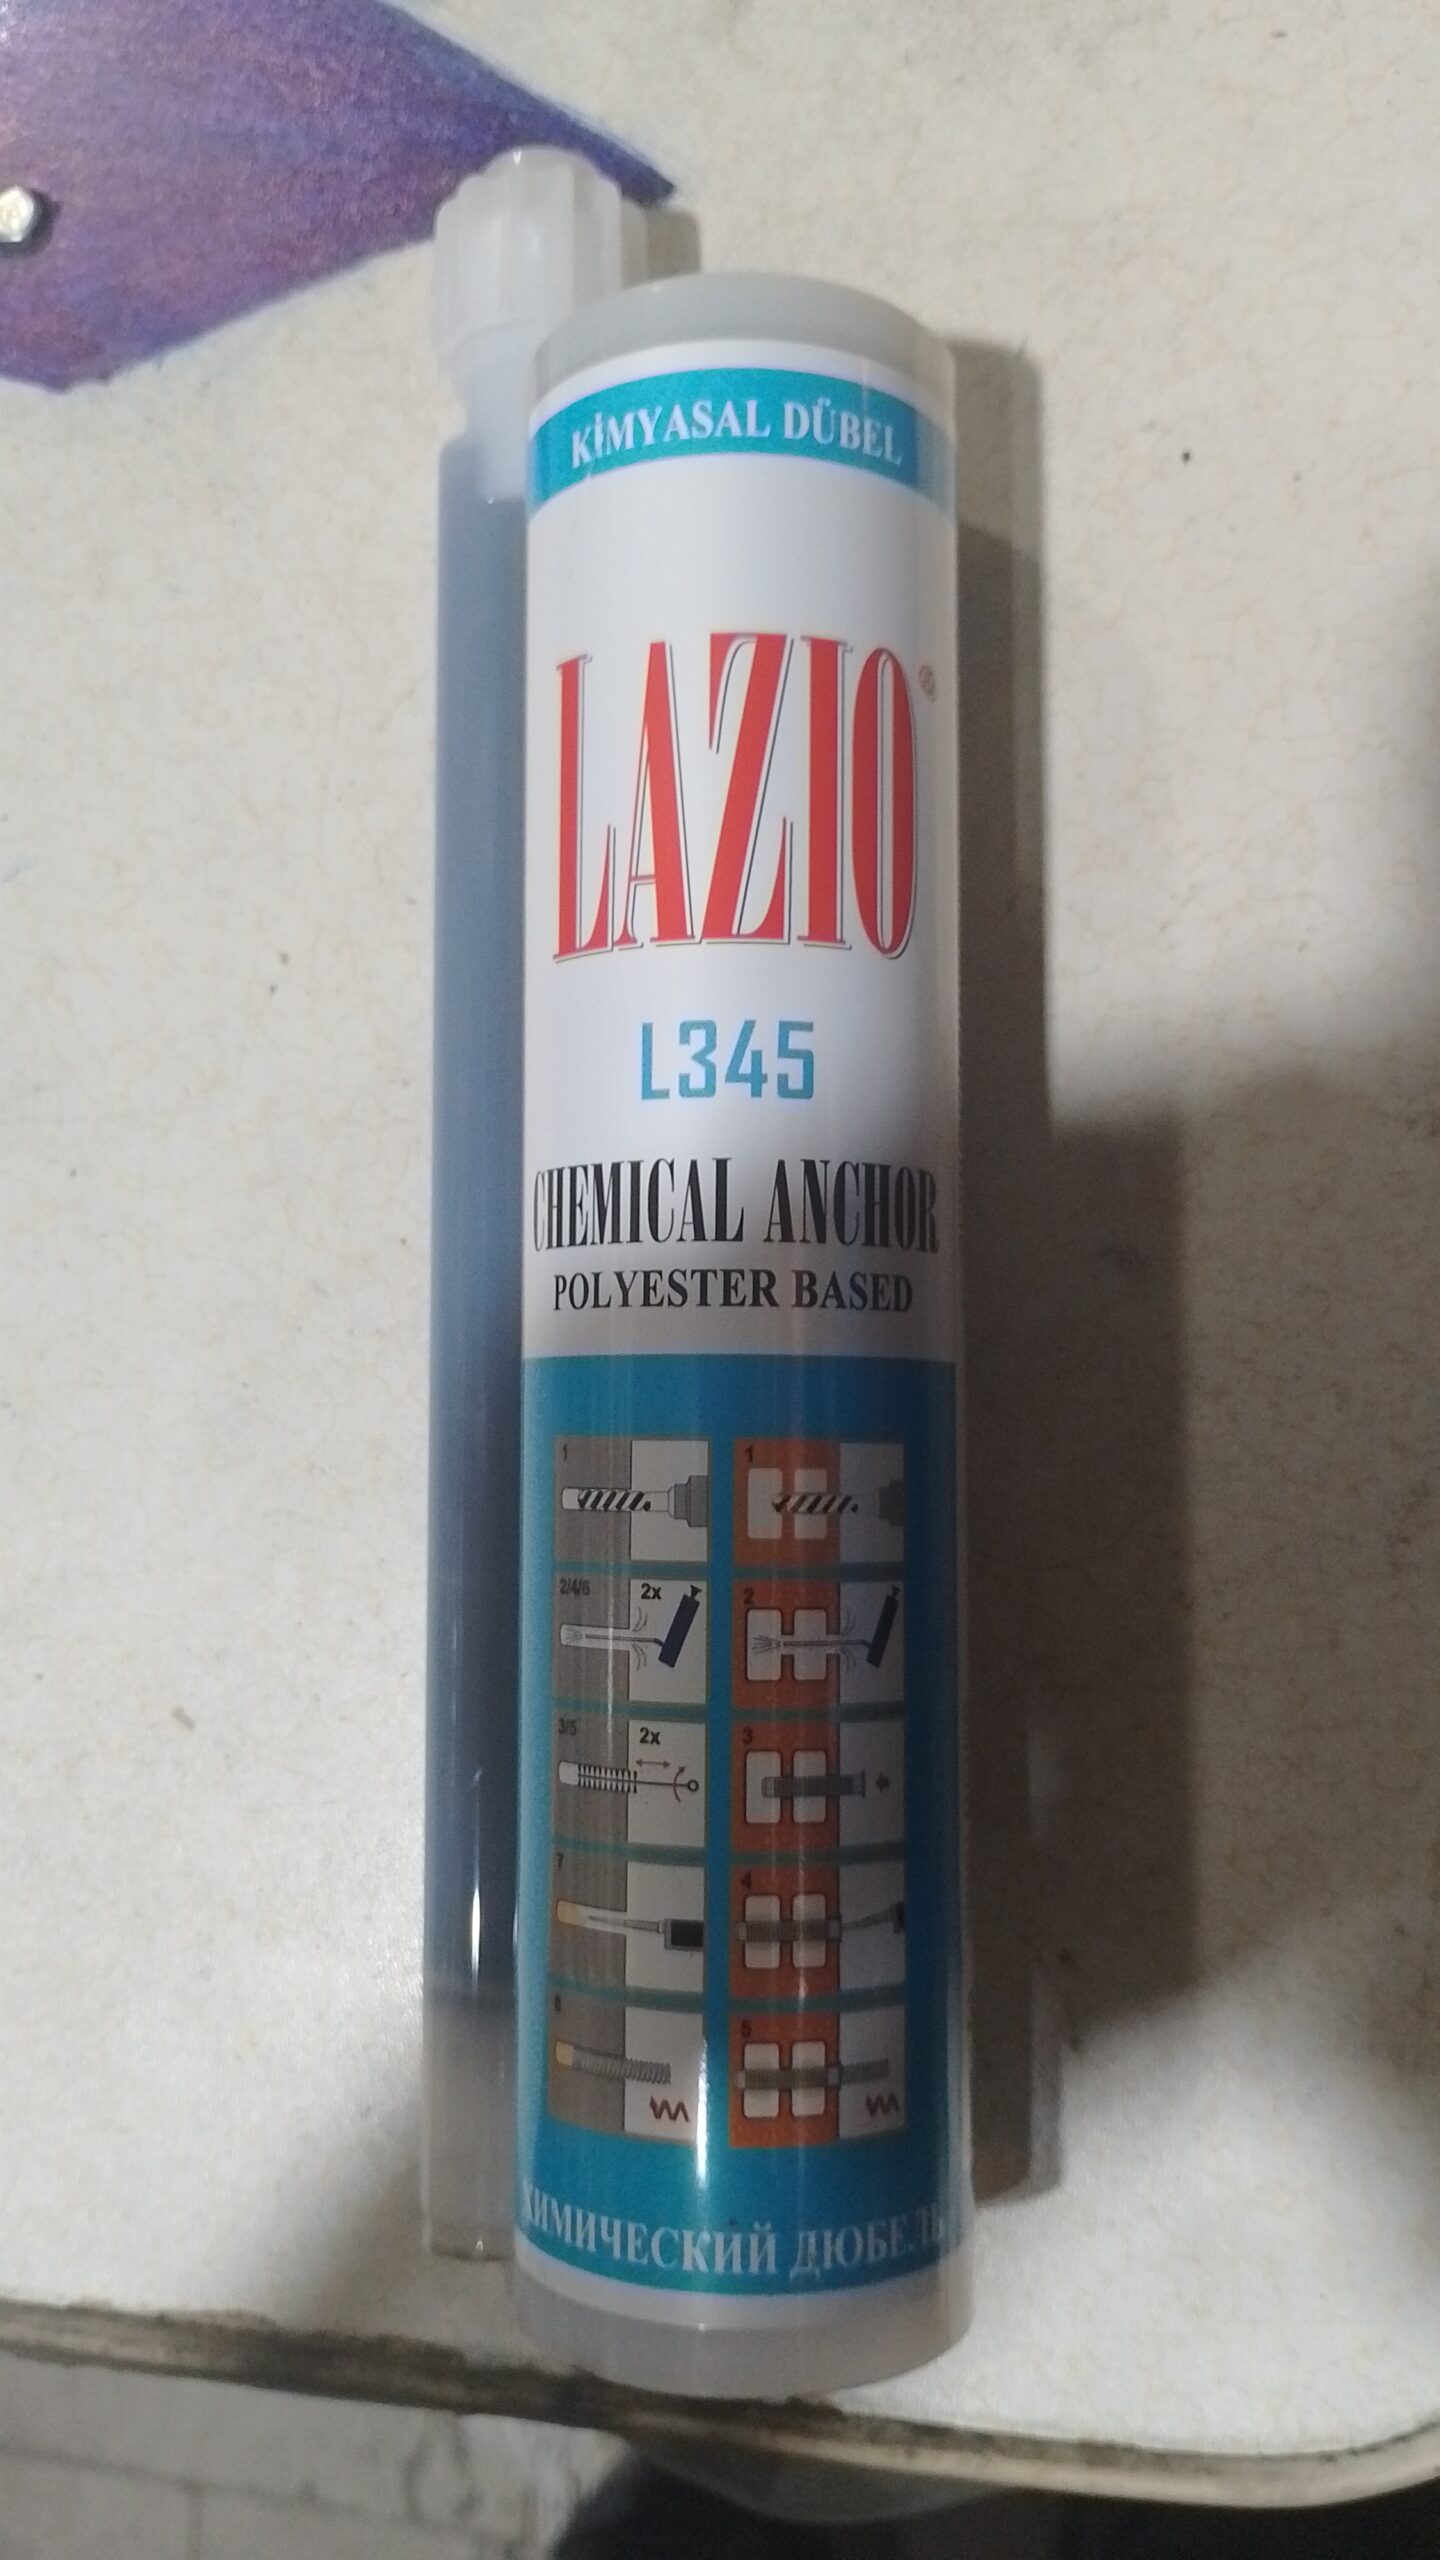 KİMYASAL DÜBEL
LAZIO®
L345
CHEMICAL ANCHOR
POLYESTER BASED
1 1
2/4/6 2x 2
3/5 2x 3
7 4
5
ХИМИЧЕСКИЙ ДЮБЕЛЬ